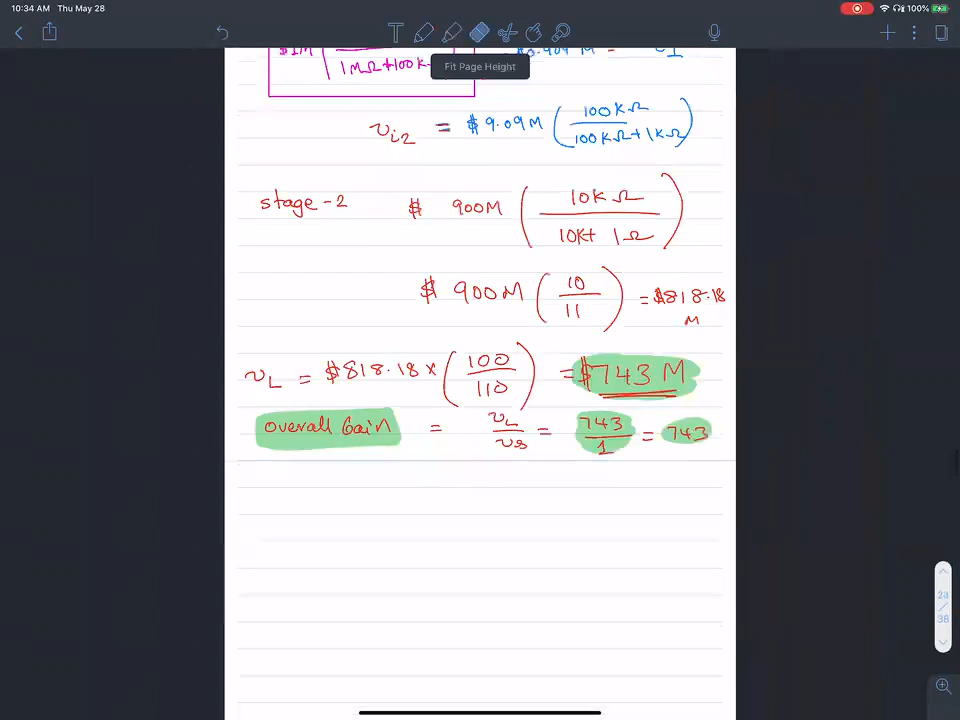 10:34 AM Thu May 28
100%
$1M
1MΩ+100K
Fit Page Height
vi2 = $9.09M (100KΩ / 100KΩ+1KΩ)
stage-2 $ 900M (10KΩ / 10K+ 1Ω)
$ 900M (10 / 11) = $818.18 M
vL = $818.18 × (100 / 110) = $743 M
overall Gain = vL / vs = 743 / 1 = 743
38